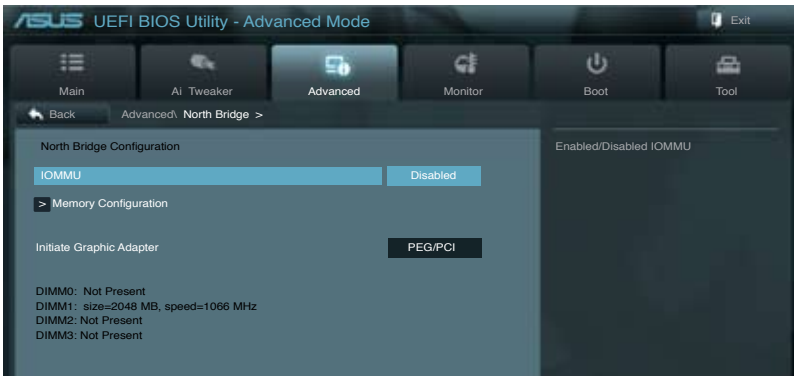 ASUS UEFI BIOS Utility - Advanced Mode
Exit
Main
Ai Tweaker
Advanced
Monitor
Boot
Tool
Back
Advanced\ North Bridge >
North Bridge Configuration
Enabled/Disabled IOMMU
IOMMU Disabled
> Memory Configuration
Initiate Graphic Adapter PEG/PCI
DIMM0: Not Present
DIMM1: size=2048 MB, speed=1066 MHz
DIMM2: Not Present
DIMM3: Not Present